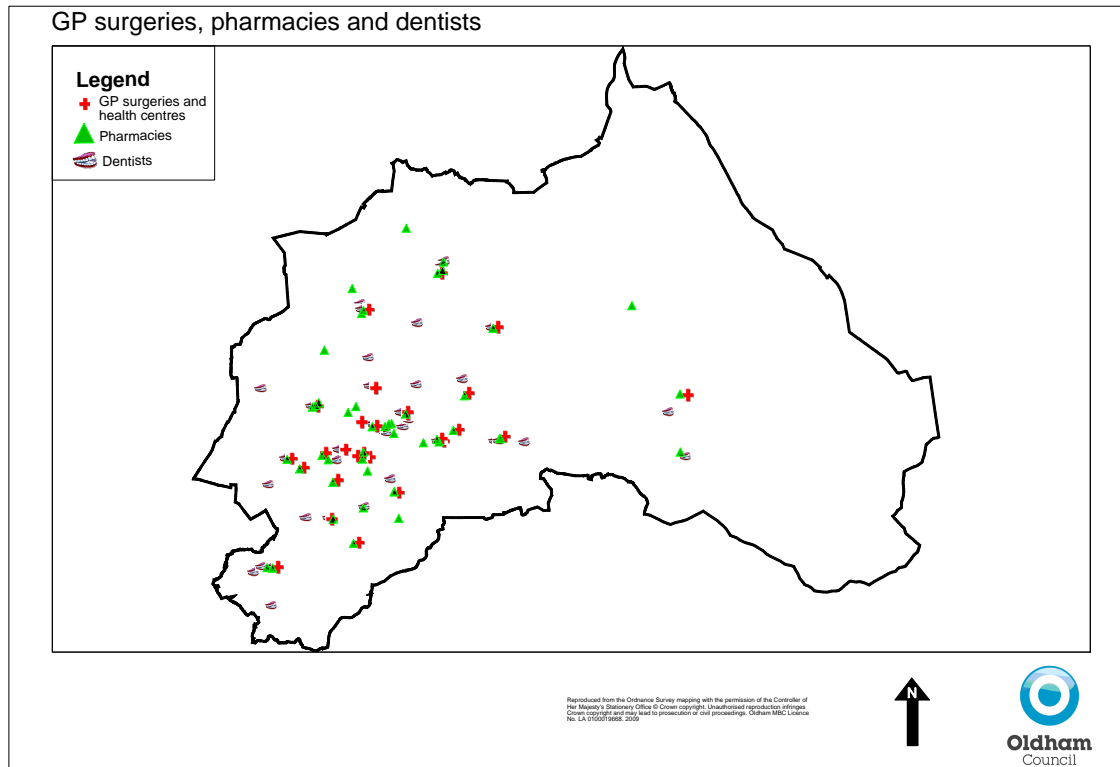 GP surgeries, pharmacies and dentists
Legend
GP surgeries and
health centres
Pharmacies
Dentists
Reproduced from the Ordnance Survey mapping with the permission of the Controller of
Her Majesty's Stationery Office © Crown copyright. Unauthorised reproduction infringes
Crown copyright and may lead to prosecution or civil proceedings. Oldham MBC Licence
No. LA 0100019668. 2009
N
Oldham
Council